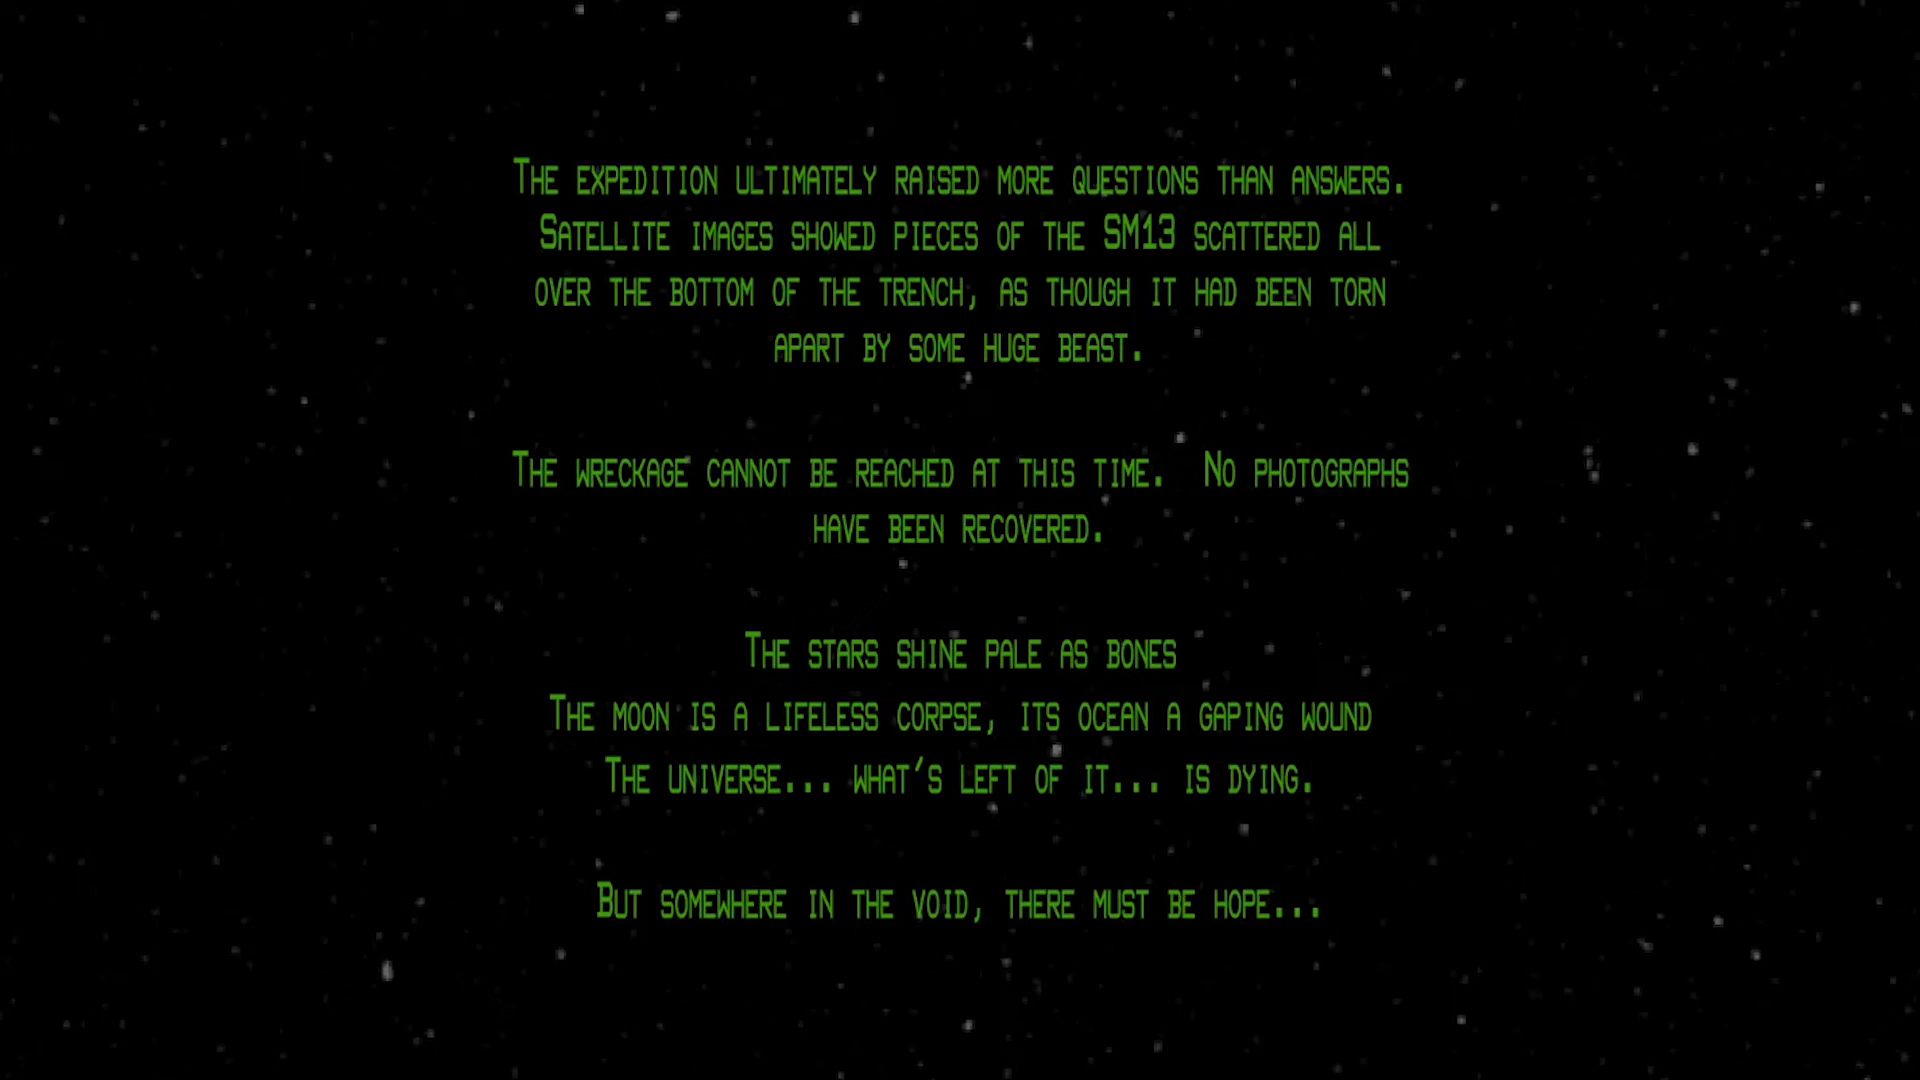 The expedition ultimately raised more questions than answers.
Satellite images showed pieces of the SM13 scattered all
over the bottom of the trench, as though it had been torn
apart by some huge beast.
The wreckage cannot be reached at this time.  No photographs
have been recovered.
The stars shine pale as bones
The moon is a lifeless corpse, its ocean a gaping wound
The universe... what's left of it... is dying.
But somewhere in the void, there must be hope...